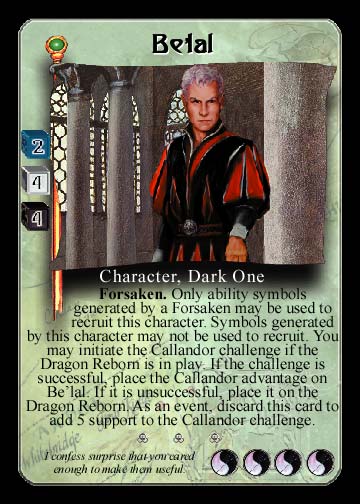 Be'lal
2
4
4
Character, Dark One
Forsaken. Only ability symbols
generated by a Forsaken may be used to
recruit this character. Symbols generated
by this character may not be used to recruit. You
may initiate the Callandor challenge if the
Dragon Reborn is in play. If the challenge is
successful, place the Callandor advantage on
Be'lal. If it is unsuccessful, place it on the
Dragon Reborn. As an event, discard this card to
add 5 support to the Callandor challenge.
I confess surprise that you cared
enough to make them useful.